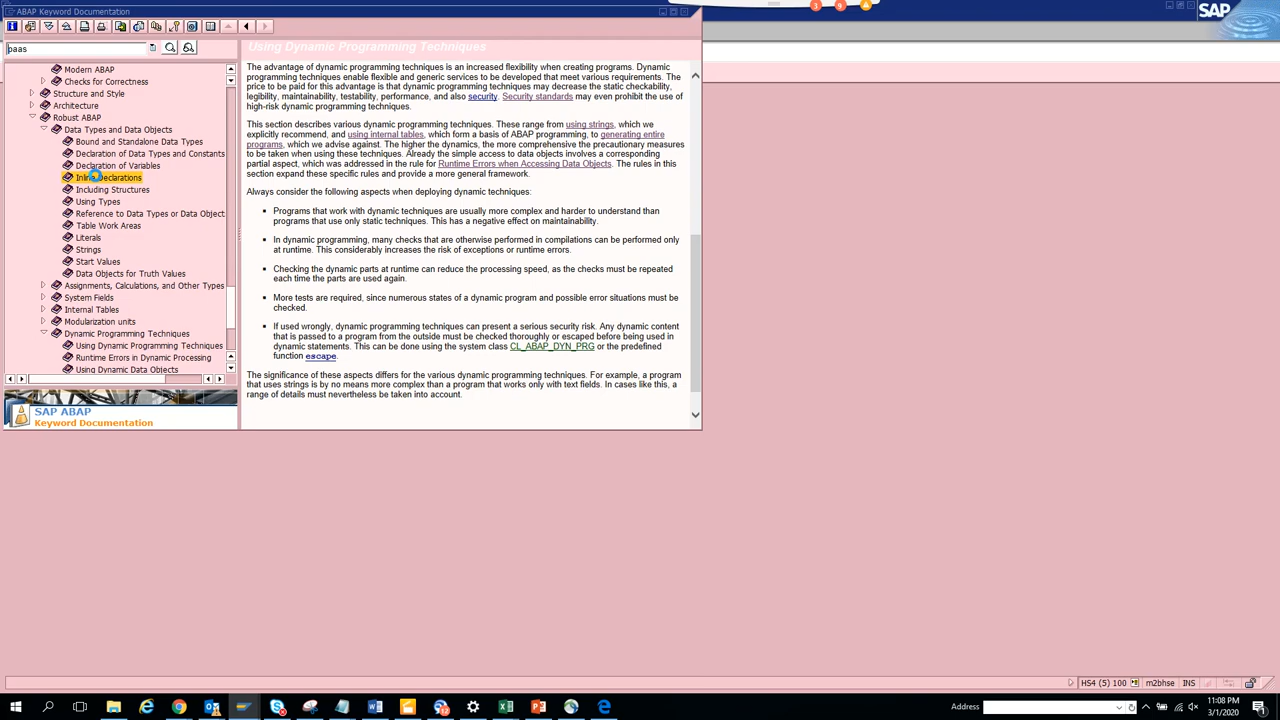 ABAP Keyword Documentation
3
9
SAP
paas
Modern ABAP
Checks for Correctness
Structure and Style
Architecture
Robust ABAP
Data Types and Data Objects
Bound and Standalone Data Types
Declaration of Data Types and Constants
Declaration of Variables
Inline Declarations
Including Structures
Using Types
Reference to Data Types or Data Object
Table Work Areas
Literals
Strings
Start Values
Data Objects for Truth Values
Assignments, Calculations, and Other Types
System Fields
Internal Tables
Modularization units
Dynamic Programming Techniques
Using Dynamic Programming Techniques
Runtime Errors in Dynamic Processing
Using Dynamic Data Objects
SAP ABAP
Keyword Documentation
Using Dynamic Programming Techniques
The advantage of dynamic programming techniques is an increased flexibility when creating programs. Dynamic
programming techniques enable flexible and generic services to be developed that meet various requirements. The
price to be paid for this advantage is that dynamic programming techniques may decrease the static checkability,
legibility, maintainability, testability, performance, and also security. Security standards may even prohibit the use of
high-risk dynamic programming techniques.
This section describes various dynamic programming techniques. These range from using strings, which we
explicitly recommend, and using internal tables, which form a basis of ABAP programming, to generating entire
programs, which we advise against. The higher the dynamics, the more comprehensive the precautionary measures
to be taken when using these techniques. Already the simple access to data objects involves a corresponding
partial aspect, which was addressed in the rule for Runtime Errors when Accessing Data Objects. The rules in this
section expand these specific rules and provide a more general framework.
Always consider the following aspects when deploying dynamic techniques:
▪ Programs that work with dynamic techniques are usually more complex and harder to understand than
programs that use only static techniques. This has a negative effect on maintainability.
▪ In dynamic programming, many checks that are otherwise performed in compilations can be performed only
at runtime. This considerably increases the risk of exceptions or runtime errors.
▪ Checking the dynamic parts at runtime can reduce the processing speed, as the checks must be repeated
each time the parts are used again.
▪ More tests are required, since numerous states of a dynamic program and possible error situations must be
checked.
▪ If used wrongly, dynamic programming techniques can present a serious security risk. Any dynamic content
that is passed to a program from the outside must be checked thoroughly or escaped before being used in
dynamic statements. This can be done using the system class CL_ABAP_DYN_PRG or the predefined
function escape.
The significance of these aspects differs for the various dynamic programming techniques. For example, a program
that uses strings is by no means more complex than a program that works only with text fields. In cases like this, a
range of details must nevertheless be taken into account.
HS4 (5) 100
m2bhse
INS
Address
11:08 PM
3/1/2020